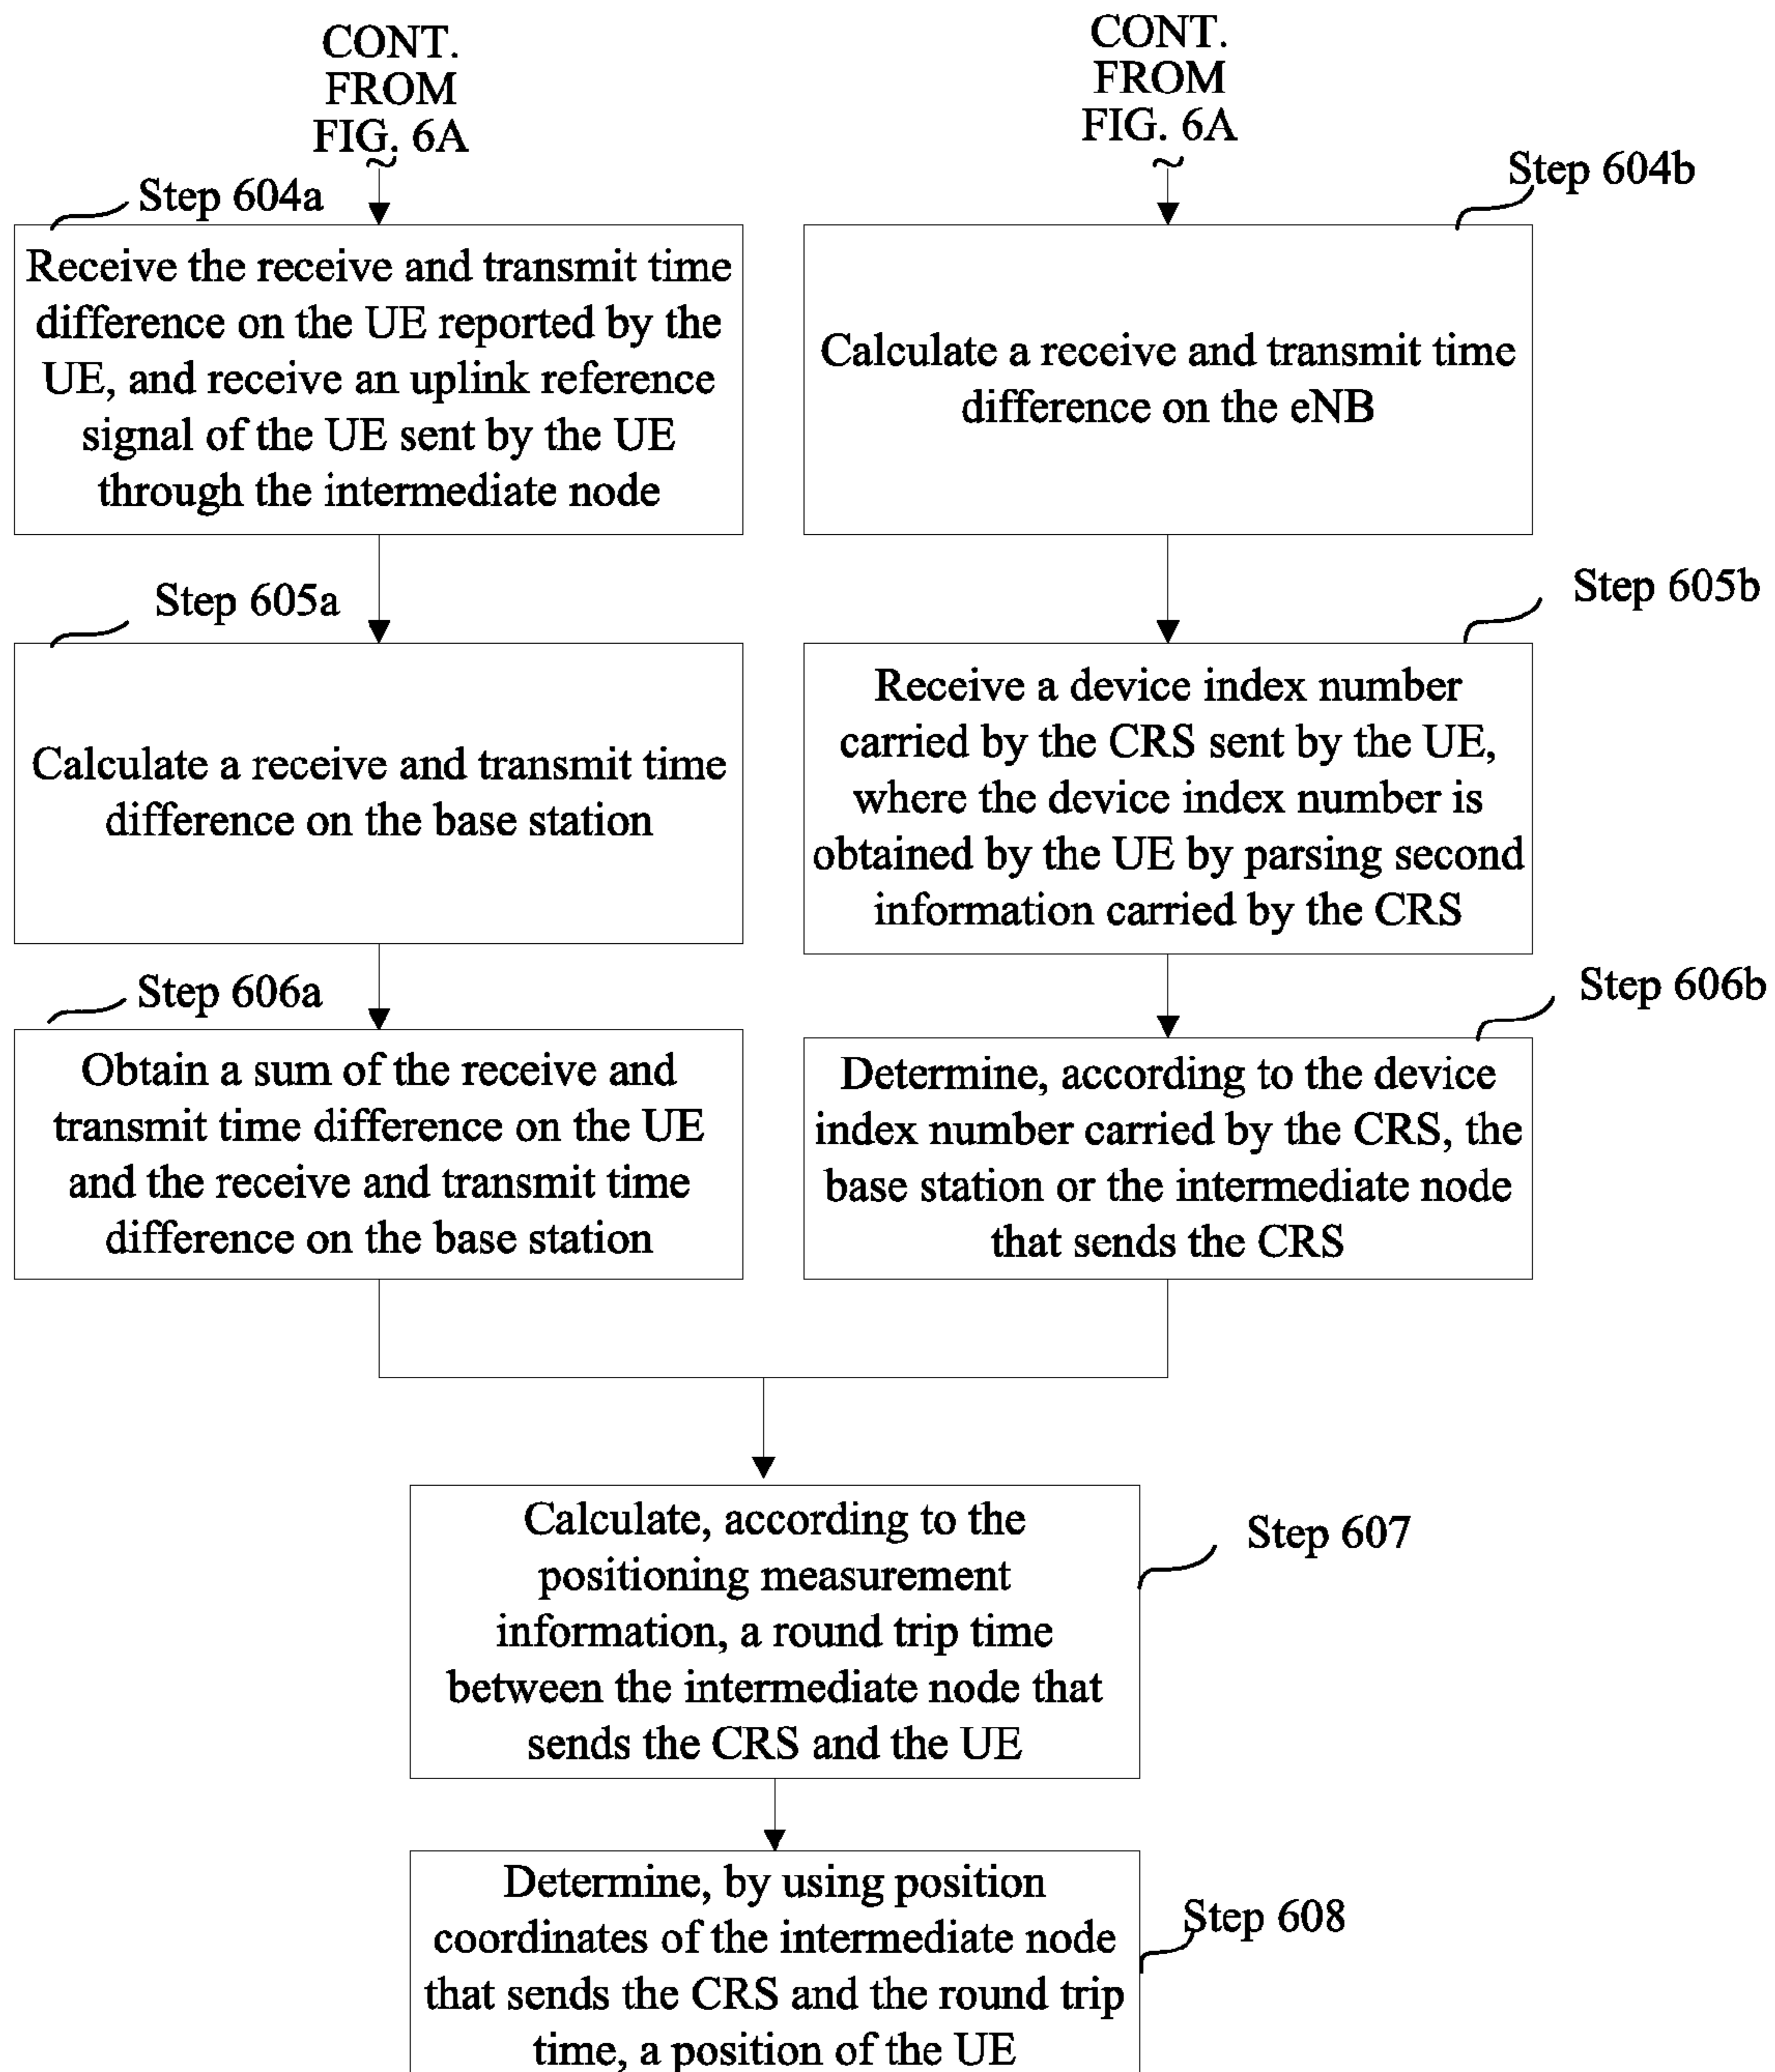 CONT.
FROM
FIG. 6A
CONT.
FROM
FIG. 6A
Step 604a
Receive the receive and transmit time
difference on the UE reported by the
UE, and receive an uplink reference
signal of the UE sent by the UE
through the intermediate node
Step 604b
Calculate a receive and transmit time
difference on the eNB
Step 605a
Calculate a receive and transmit time
difference on the base station
Step 605b
Receive a device index number
carried by the CRS sent by the UE,
where the device index number is
obtained by the UE by parsing second
information carried by the CRS
Step 606a
Obtain a sum of the receive and
transmit time difference on the UE
and the receive and transmit time
difference on the base station
Step 606b
Determine, according to the device
index number carried by the CRS, the
base station or the intermediate node
that sends the CRS
Step 607
Calculate, according to the
positioning measurement
information, a round trip time
between the intermediate node that
sends the CRS and the UE
Step 608
Determine, by using position
coordinates of the intermediate node
that sends the CRS and the round trip
time, a position of the UE